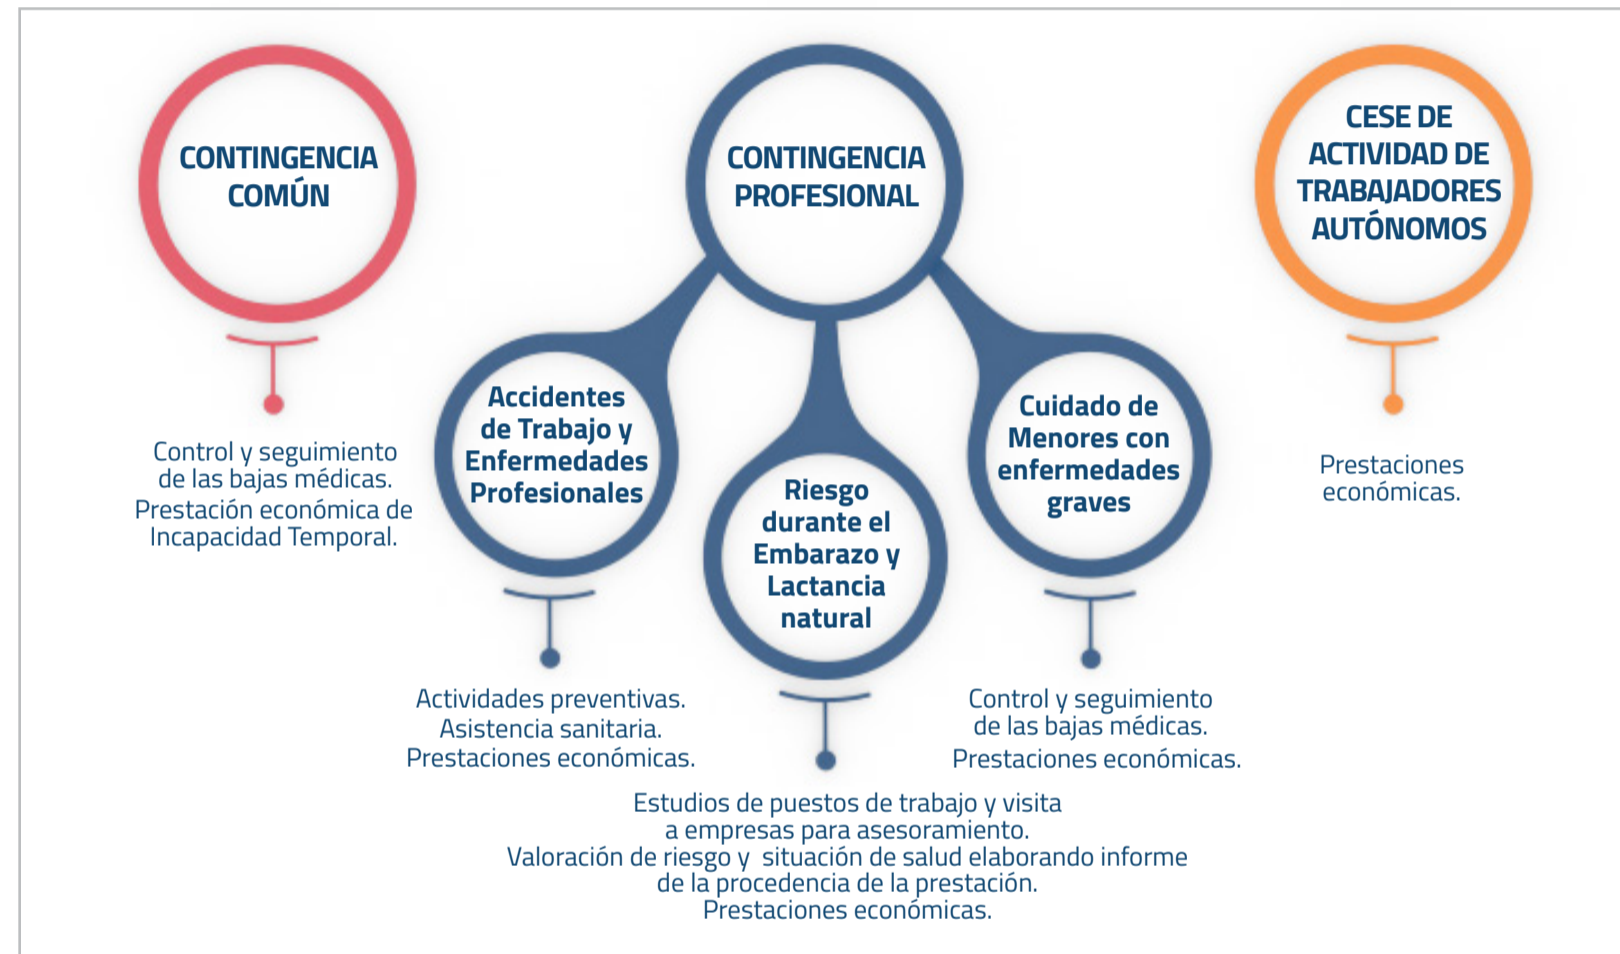 CONTINGENCIA
COMÚN
Control y seguimiento
de las bajas médicas.
Prestación económica de
Incapacidad Temporal.
CONTINGENCIA
PROFESIONAL
Accidentes
de Trabajo y
Enfermedades
Profesionales
Actividades preventivas.
Asistencia sanitaria.
Prestaciones económicas.
Riesgo
durante el
Embarazo y
Lactancia
natural
Estudios de puestos de trabajo y visita
a empresas para asesoramiento.
Valoración de riesgo y situación de salud elaborando informe
de la procedencia de la prestación.
Prestaciones económicas.
Cuidado de
Menores con
enfermedades
graves
Control y seguimiento
de las bajas médicas.
Prestaciones económicas.
CESE DE
ACTIVIDAD DE
TRABAJADORES
AUTÓNOMOS
Prestaciones
económicas.